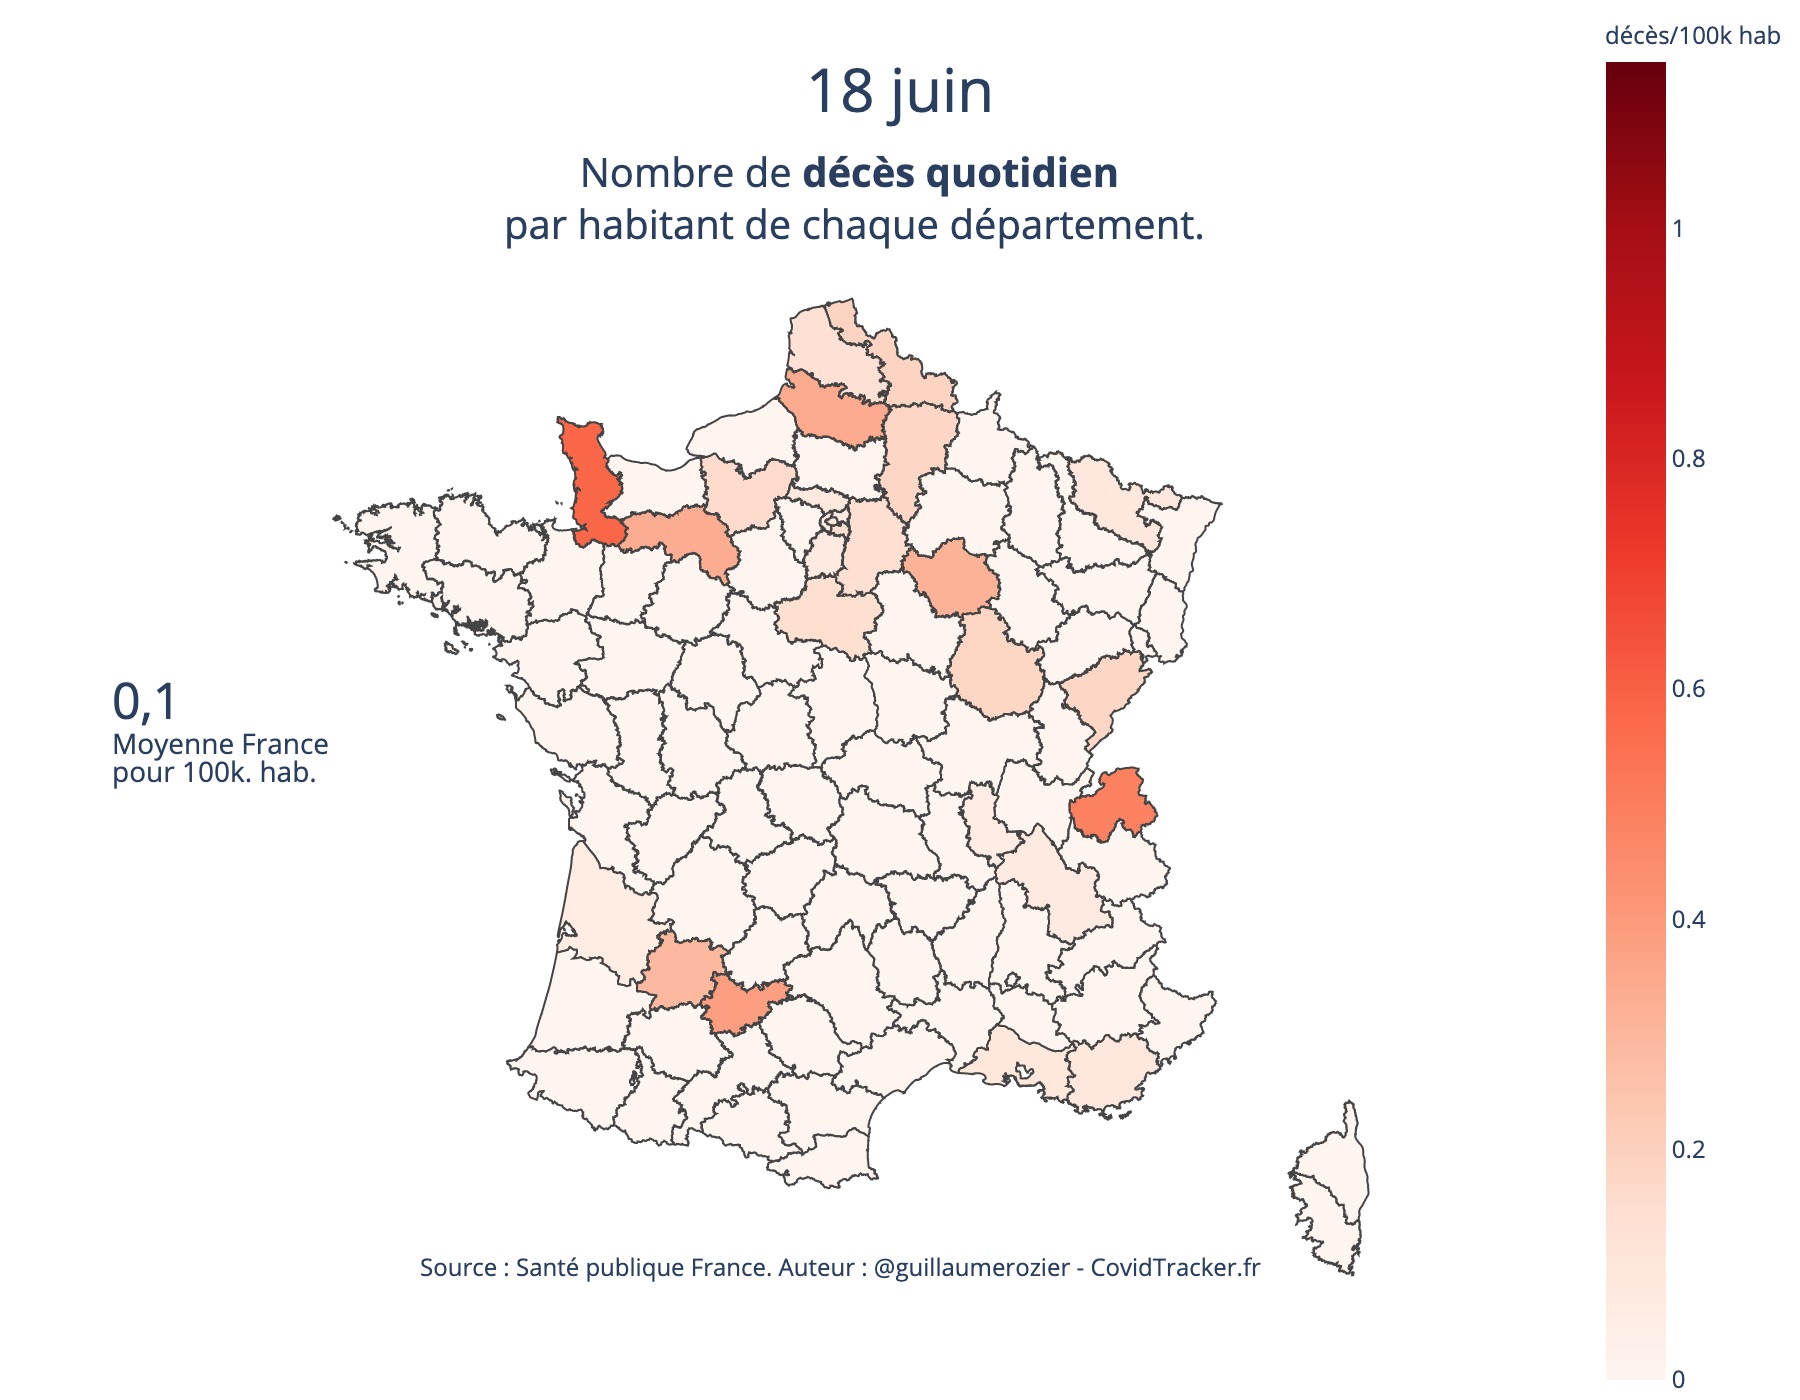 décès/100k hab
18 juin
Nombre de décès quotidien
par habitant de chaque département.
1
0.8
0.6
0.4
0.2
0
0,1
Moyenne France
pour 100k. hab.
Source : Santé publique France. Auteur : @guillaumerozier - CovidTracker.fr